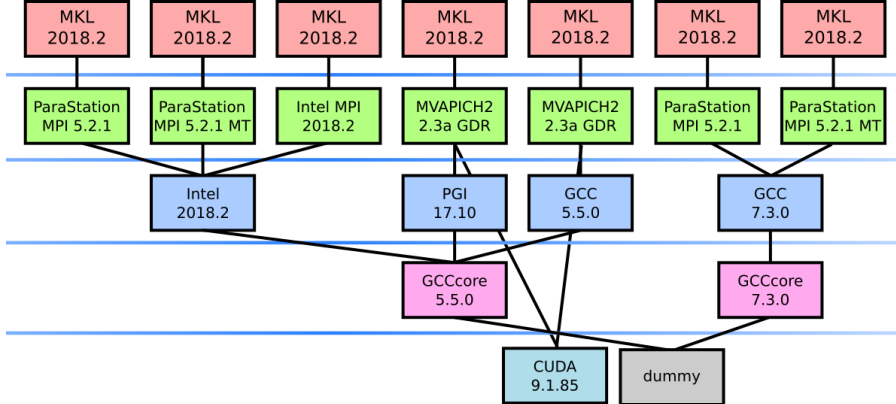 MKL
2018.2
MKL
2018.2
MKL
2018.2
MKL
2018.2
MKL
2018.2
MKL
2018.2
MKL
2018.2
ParaStation
MPI 5.2.1
ParaStation
MPI 5.2.1 MT
Intel MPI
2018.2
MVAPICH2
2.3a GDR
MVAPICH2
2.3a GDR
ParaStation
MPI 5.2.1
ParaStation
MPI 5.2.1 MT
Intel
2018.2
PGI
17.10
GCC
5.5.0
GCC
7.3.0
GCCcore
5.5.0
GCCcore
7.3.0
CUDA
9.1.85
dummy